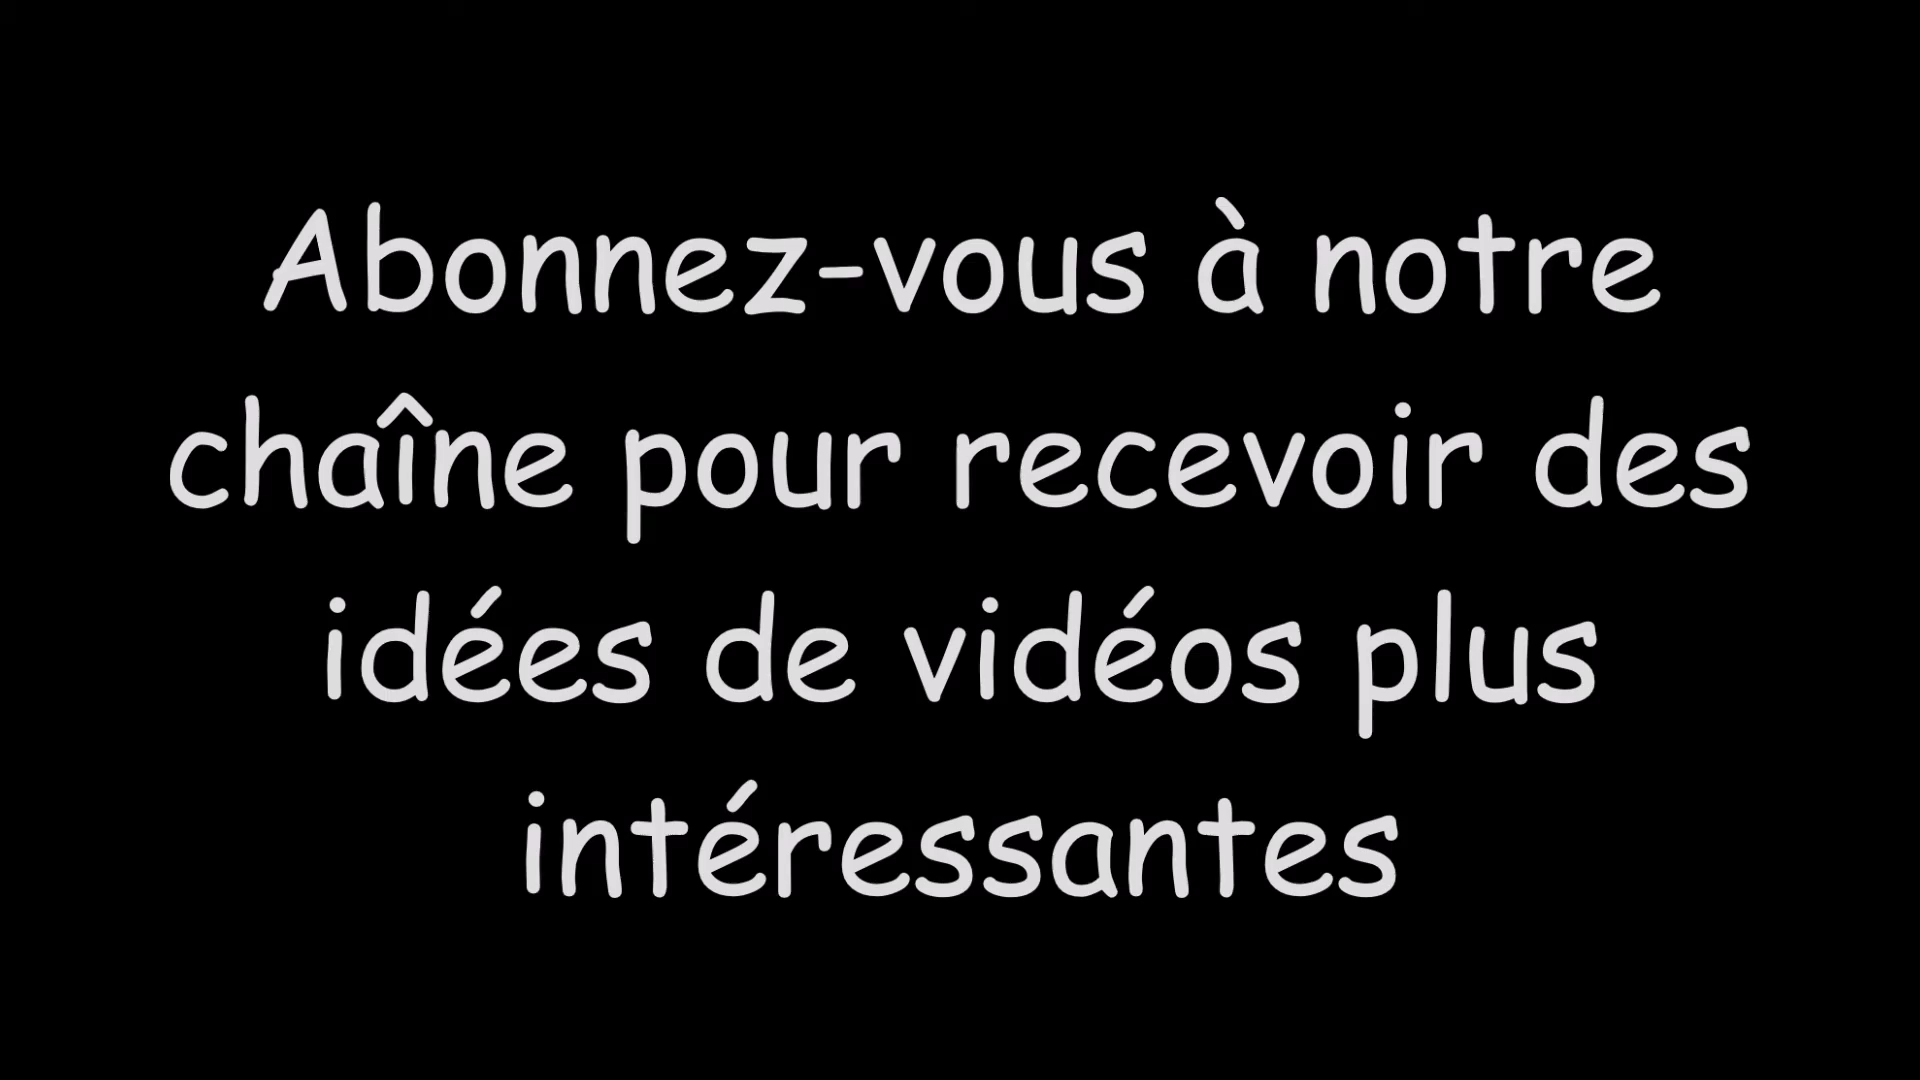 Abonnez-vous à notre
chaîne pour recevoir des
idées de vidéos plus
intéressantes